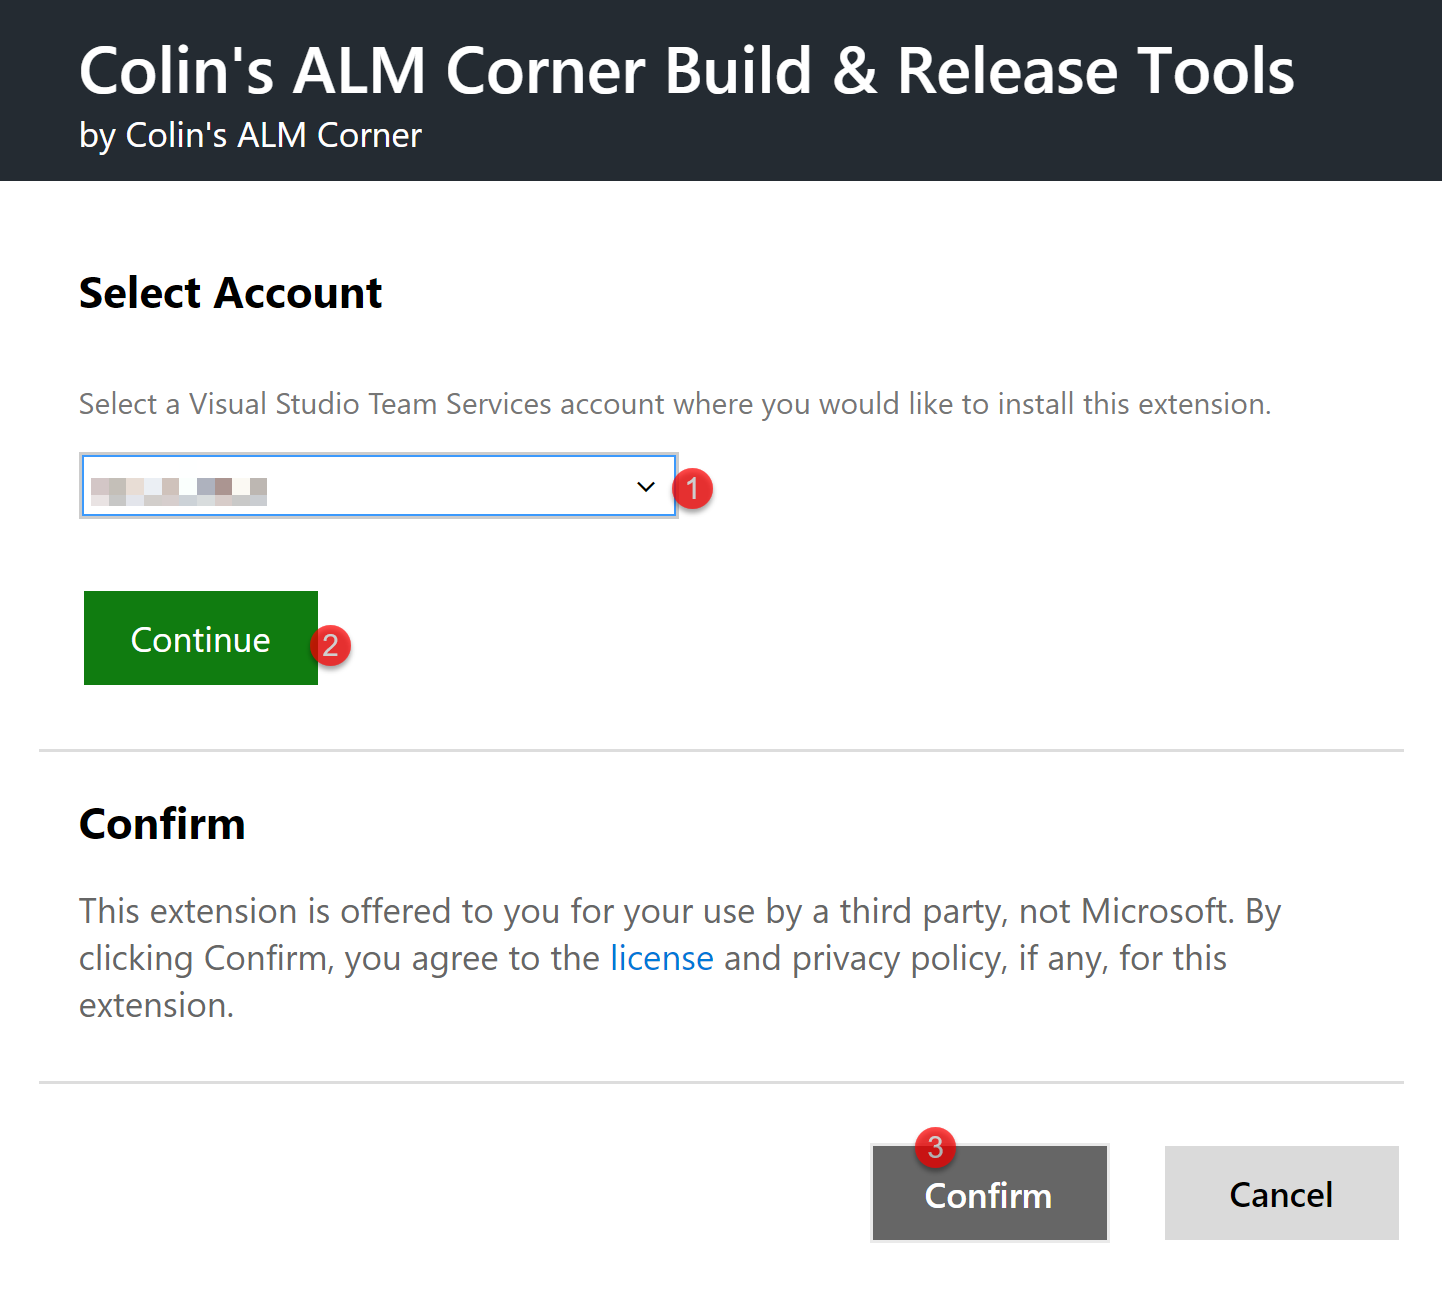 Colin's ALM Corner Build & Release Tools
by Colin's ALM Corner
Select Account
Select a Visual Studio Team Services account where you would like to install this extension.
1
Continue
2
Confirm
This extension is offered to you for your use by a third party, not Microsoft. By
clicking Confirm, you agree to the license and privacy policy, if any, for this
extension.
3
Confirm
Cancel